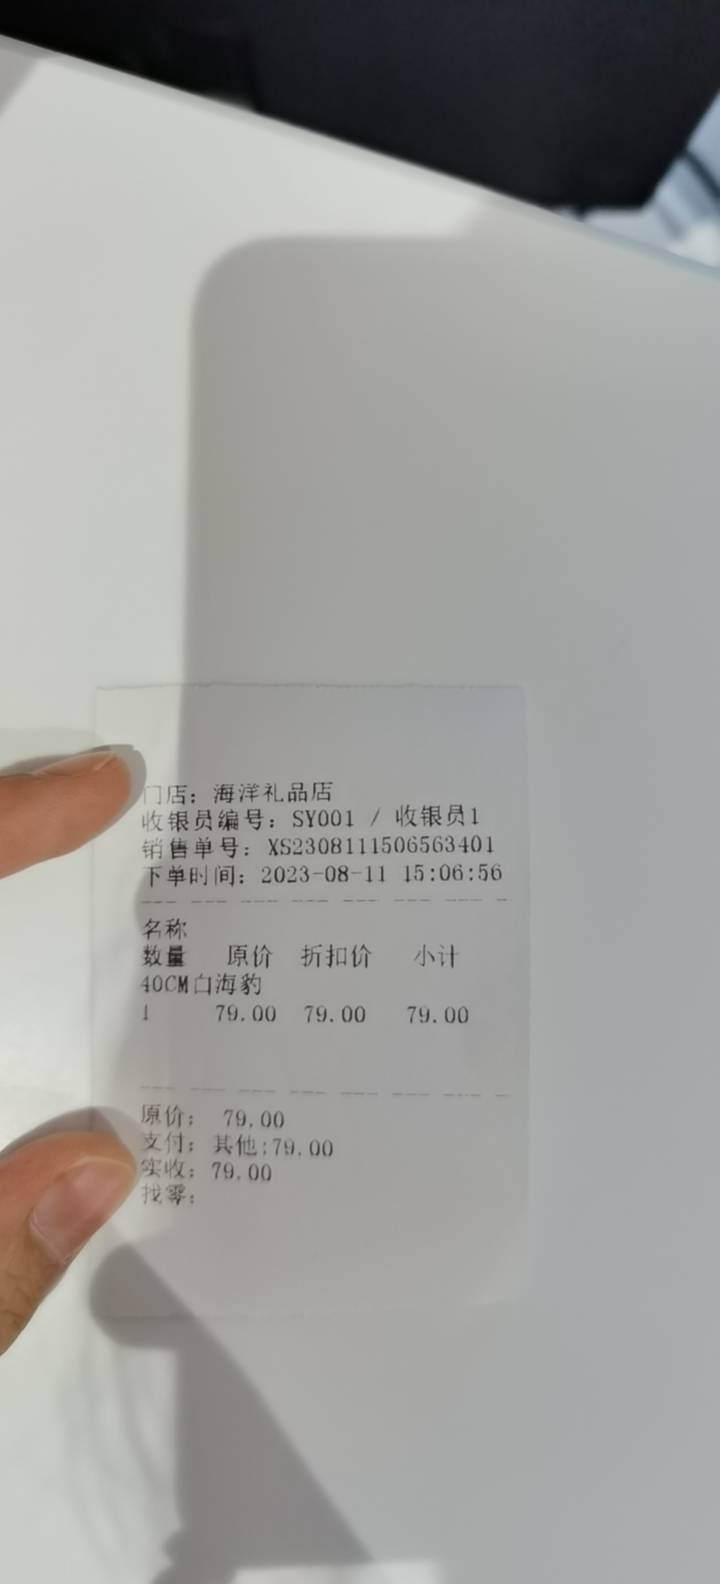 门店：海洋礼品店
收银员编号：SY001 / 收银员1
销售单号：XS2308111506563401
下单时间：2023-08-11 15:06:56
名称
数量 原价 折扣价 小计
40CM白海豹
1 79.00 79.00 79.00
原价： 79.00
支付：其他:79.00
实收：79.00
找零：